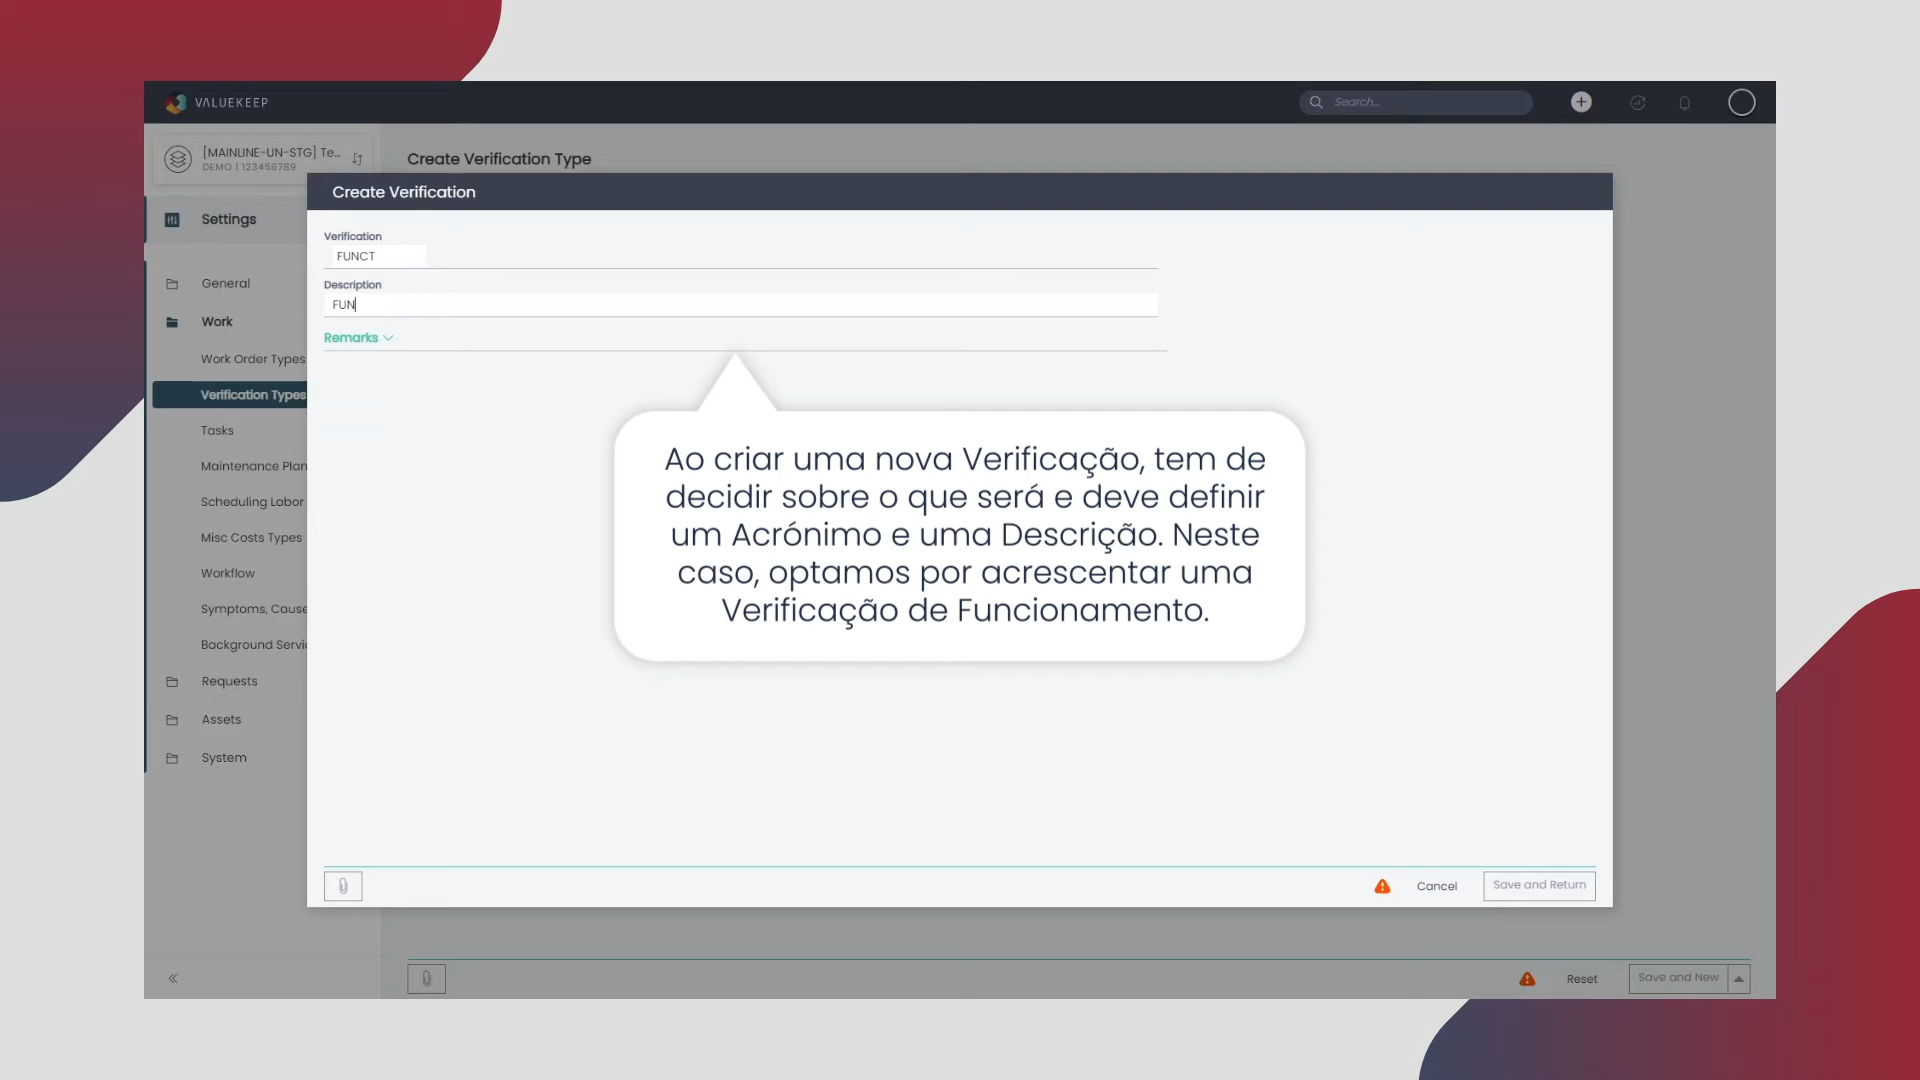 VALUEKEEP
Search...
[MAINLINE-UN-STG] Te...
DEMO | 123456789
Create Verification Type
Create Verification
Settings
General
Work
Work Order Types
Verification Types
Tasks
Maintenance Plan
Scheduling Labor
Misc Costs Types
Workflow
Symptoms, Cause
Background Servi
Requests
Assets
System
Verification
FUNCT
Description
FUN
Remarks
Ao criar uma nova Verificação, tem de
decidir sobre o que será e deve definir
um Acrónimo e uma Descrição. Neste
caso, optamos por acrescentar uma
Verificação de Funcionamento.
Cancel
Save and Return
Reset
Save and New